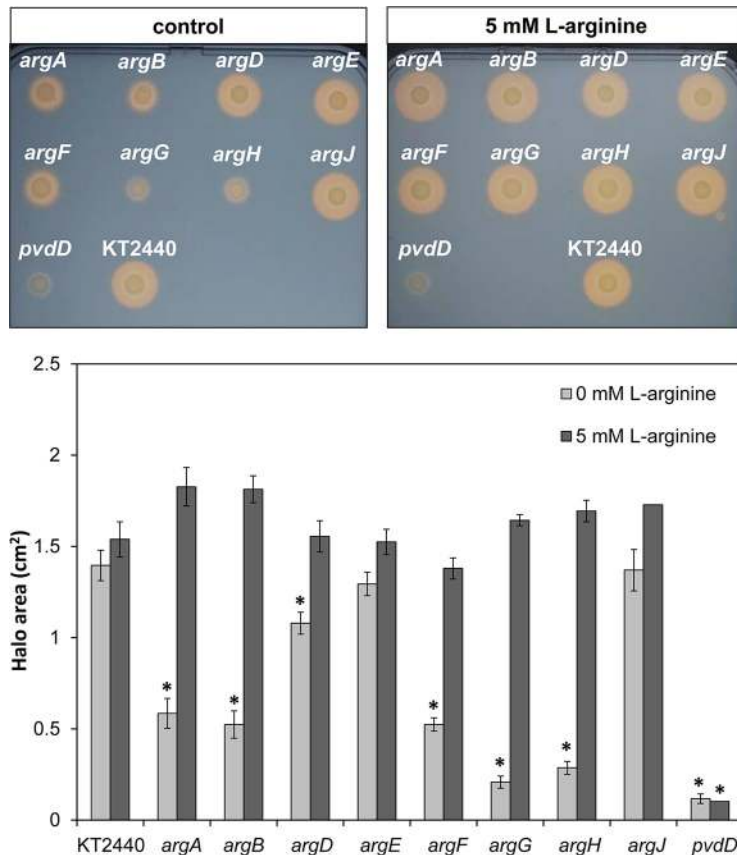 control
5 mM L-arginine
argA argB argD argE
argA argB argD argE
argF argG argH argJ
argF argG argH argJ
pvdD KT2440
pvdD KT2440
2.5
2
1.5
1
0.5
0
Halo area (cm²)
0 mM L-arginine
5 mM L-arginine
* * * * * * * *
KT2440 argA argB argD argE argF argG argH argJ pvdD